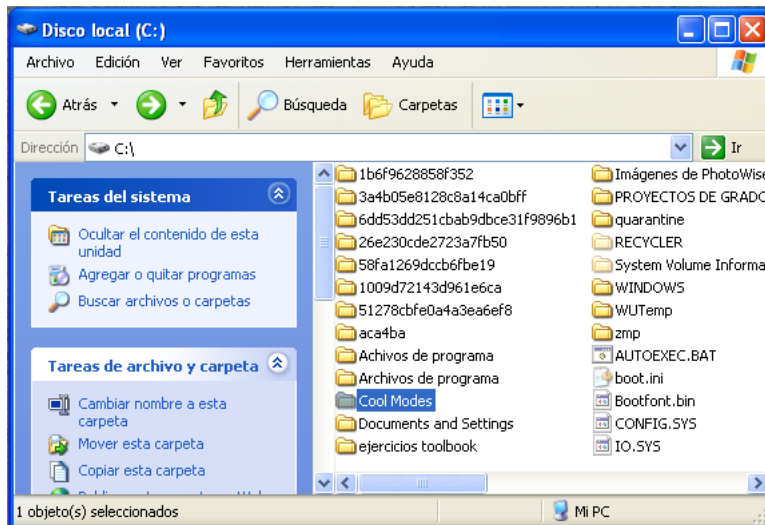 Disco local (C:)
Archivo Edición Ver Favoritos Herramientas Ayuda
Atrás Búsqueda Carpetas
Dirección C:\ Ir
Tareas del sistema
Ocultar el contenido de esta
unidad
Agregar o quitar programas
Buscar archivos o carpetas
Tareas de archivo y carpeta
Cambiar nombre a esta
carpeta
Mover esta carpeta
Copiar esta carpeta
1b6f9628858f352
3a4b05e8128c8a14ca0bff
6dd53dd251cbab9dbce31f9896b1
26e230cde2723a7fb50
58fa1269dccb6fbe19
1009d72143d961e6ca
51278cbfe0a4a3ea6ef8
aca4ba
Achivos de programa
Archivos de programa
Cool Modes
Documents and Settings
ejercicios toolbook
Imágenes de PhotoWise
PROYECTOS DE GRADO
quarantine
RECYCLER
System Volume Informa
WINDOWS
WUTemp
zmp
AUTOEXEC.BAT
boot.ini
Bootfont.bin
CONFIG.SYS
IO.SYS
1 objeto(s) seleccionados Mi PC